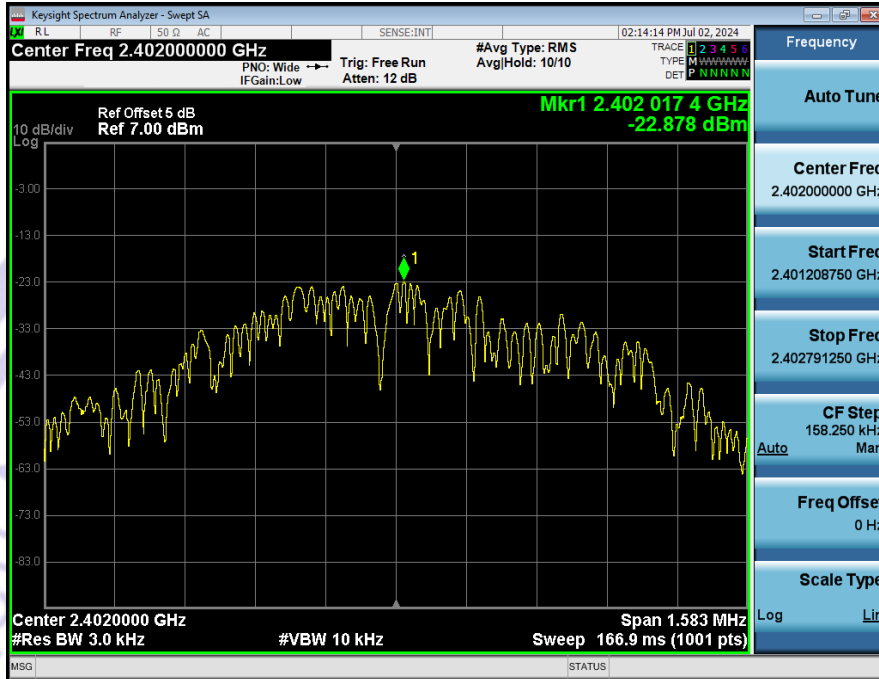 Keysight Spectrum Analyzer - Swept SA
LXI RL RF 50 Ω AC SENSE:INT 02:14:14 PM Jul 02, 2024
Center Freq 2.402000000 GHz
PNO: Wide
IFGain:Low
Trig: Free Run
Atten: 12 dB
#Avg Type: RMS
Avg|Hold: 10/10
TRACE 1 2 3 4 5 6
TYPE M W W W W W
DET P N N N N N
Ref Offset 5 dB
10 dB/div Ref 7.00 dBm
Log
Mkr1 2.402 017 4 GHz
-22.878 dBm
1
-3.00
-13.0
-23.0
-33.0
-43.0
-53.0
-63.0
-73.0
-83.0
Center 2.4020000 GHz Span 1.583 MHz
#Res BW 3.0 kHz #VBW 10 kHz Sweep 166.9 ms (1001 pts)
MSG STATUS
Frequency
Auto Tune
Center Freq
2.402000000 GHz
Start Freq
2.401208750 GHz
Stop Freq
2.402791250 GHz
CF Step
158.250 kHz
Auto Man
Freq Offset
0 Hz
Scale Type
Log Lin